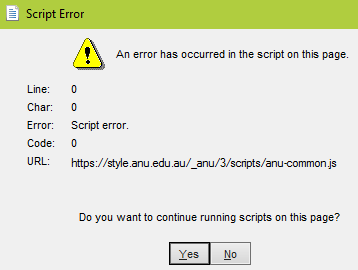 Script Error
An error has occurred in the script on this page.
Line: 0
Char: 0
Error: Script error.
Code: 0
URL: https://style.anu.edu.au/_anu/3/scripts/anu-common.js
Do you want to continue running scripts on this page?
Yes No